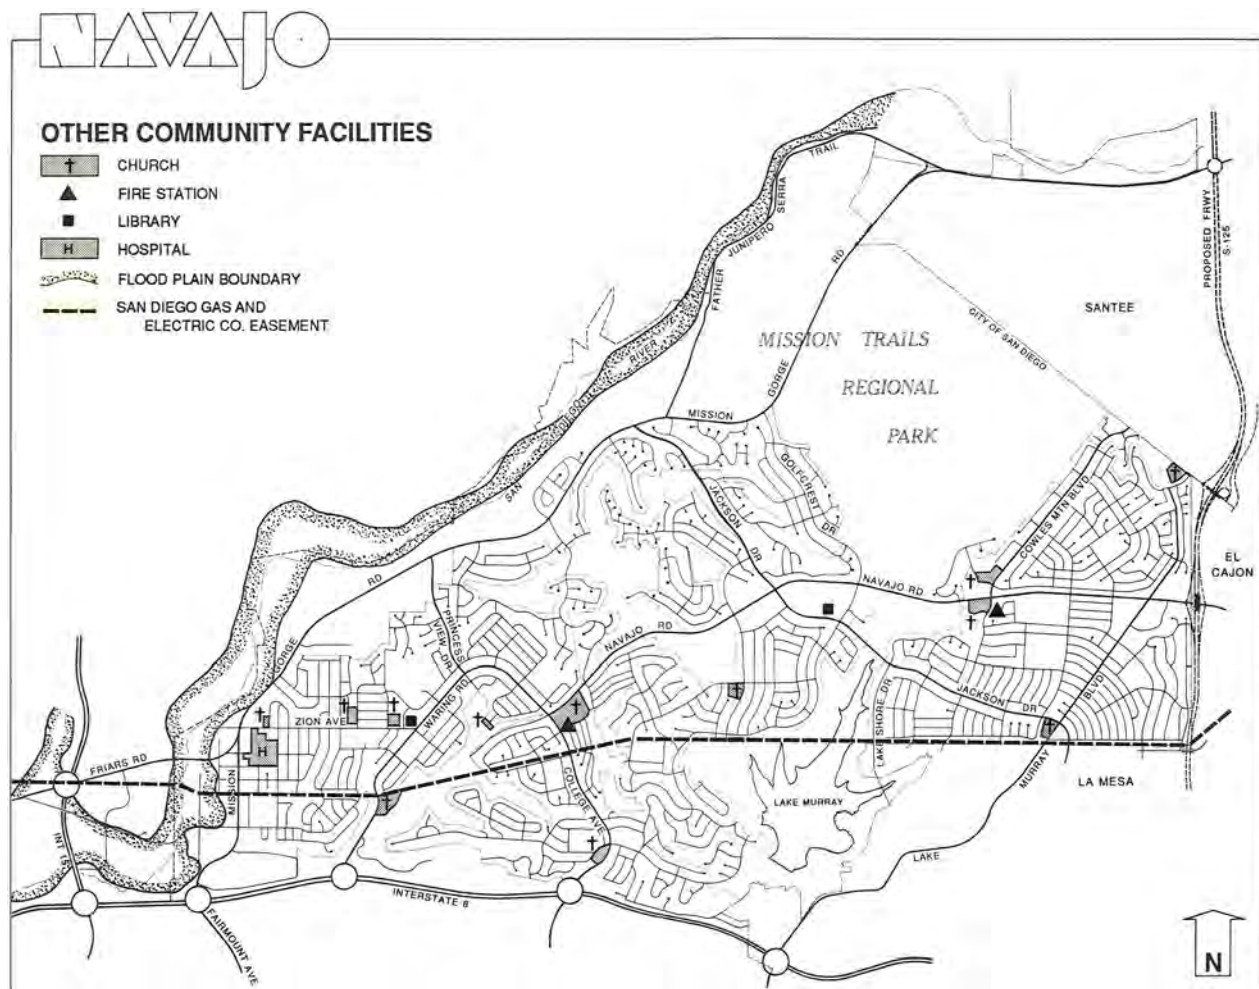 NAVAJO
OTHER COMMUNITY FACILITIES
CHURCH
FIRE STATION
LIBRARY
H
HOSPITAL
FLOOD PLAIN BOUNDARY
SAN DIEGO GAS AND
ELECTRIC CO. EASEMENT
TRAIL
SERRA
JUNIPERO
FATHER
RD
PROPOSED FRWY
S-125
SANTEE
CITY OF SAN DIEGO
MISSION TRAILS
REGIONAL
PARK
GORGE
MISSION
RIVER
SAN
JACKSON
DR
GOLFCREST
DR
COWLES MTN BLVD
EL
CAJON
NAVAJO RD
RD
GORGE
PRINCESS
VIEW DR
NAVAJO RD
WARING RD
ZION AVE
H
LAKE SHORE DR
JACKSON DR
BLVD
MURRAY
LA MESA
FRIARS RD
MISSION
COLLEGE AVE
LAKE MURRAY
LAKE
INT 15
INTERSTATE 8
FAIRMOUNT AVE
N